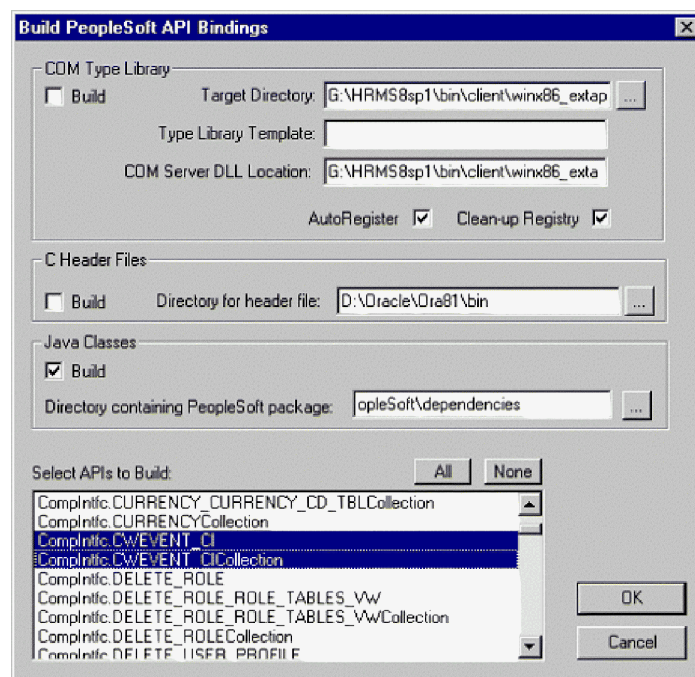 Build PeopleSoft API Bindings
COM Type Library
Build
Target Directory: G:\HRMS8sp1\bin\client\winx86_extap
...
Type Library Template:
COM Server DLL Location: G:\HRMS8sp1\bin\client\winx86_exta
AutoRegister
Clean-up Registry
C Header Files
Build
Directory for header file: D:\Oracle\Ora81\bin
...
Java Classes
Build
Directory containing PeopleSoft package: opleSoft\dependencies
...
Select APIs to Build:
All
None
CompIntfc.CURRENCY_CURRENCY_CD_TBLCollection
CompIntfc.CURRENCYCollection
CompIntfc.CWEVENT_CI
CompIntfc.CWEVENT_CICollection
CompIntfc.DELETE_ROLE
CompIntfc.DELETE_ROLE_ROLE_TABLES_VW
CompIntfc.DELETE_ROLE_ROLE_TABLES_VWCollection
CompIntfc.DELETE_ROLECollection
CompIntfc.DELETE_USER_PROFILE
OK
Cancel